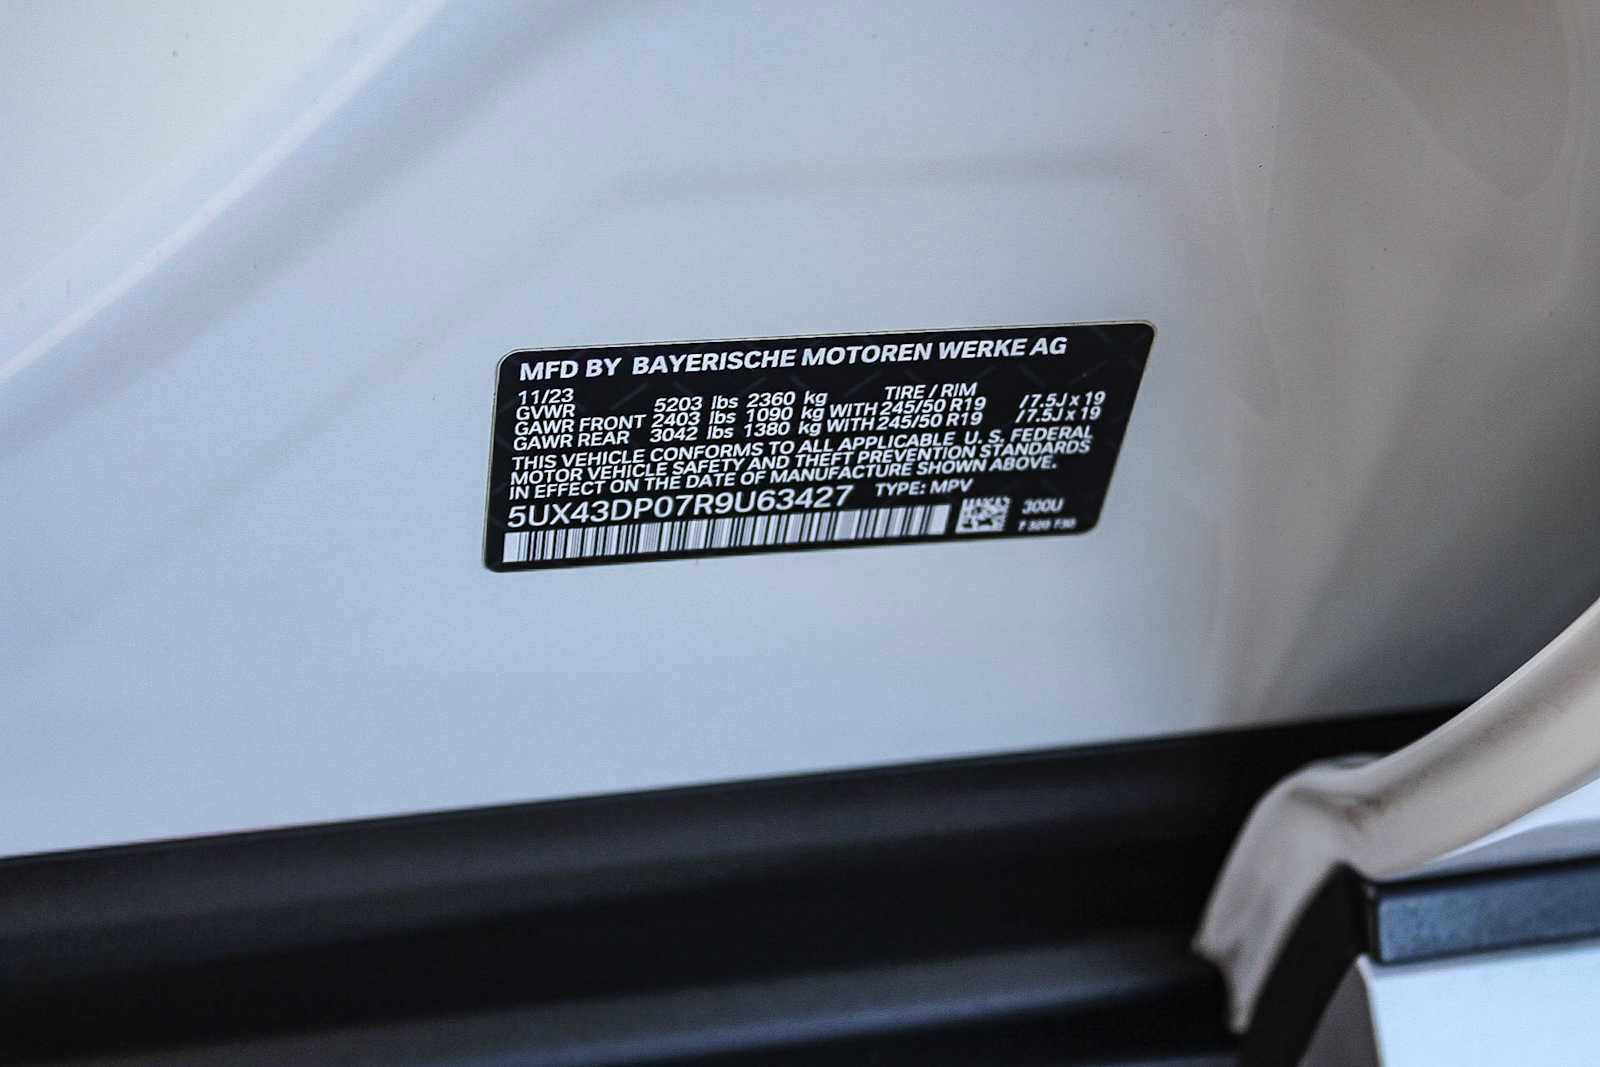 MFD BY BAYERISCHE MOTOREN WERKE AG
11/23 TIRE / RIM
GVWR 5203 lbs 2360 kg
GAWR FRONT 2403 lbs 1090 kg WITH 245/50 R19 /7.5J x 19
GAWR REAR 3042 lbs 1380 kg WITH 245/50 R19 /7.5J x 19
THIS VEHICLE CONFORMS TO ALL APPLICABLE U. S. FEDERAL
MOTOR VEHICLE SAFETY AND THEFT PREVENTION STANDARDS
IN EFFECT ON THE DATE OF MANUFACTURE SHOWN ABOVE.
5UX43DP07R9U63427 TYPE: MPV
300U
7 320 730